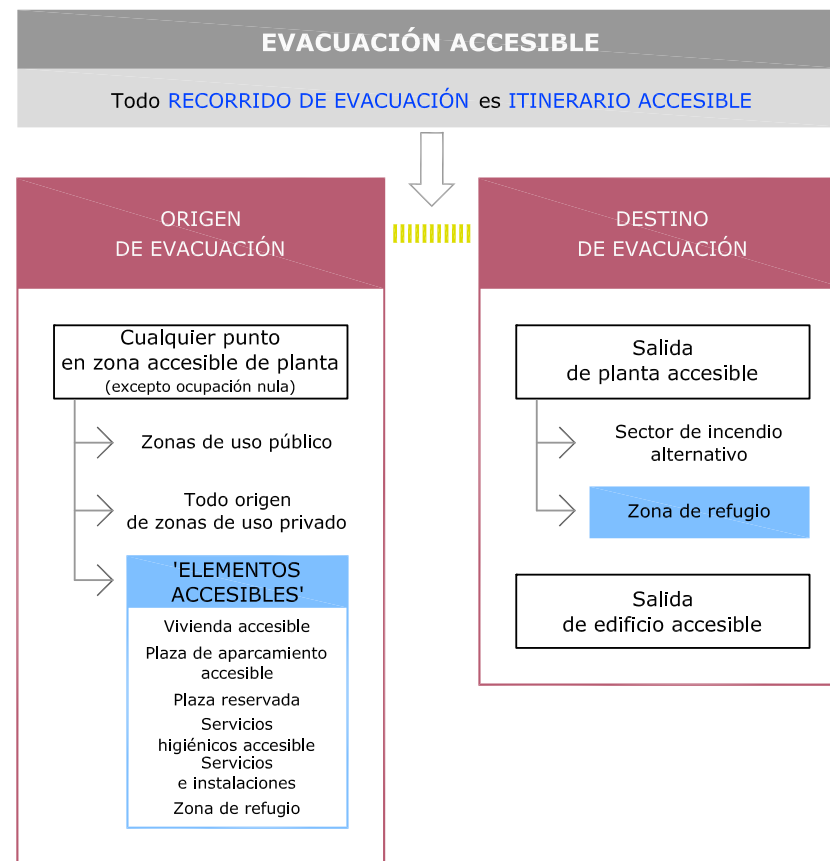 EVACUACIÓN ACCESIBLE
Todo RECORRIDO DE EVACUACIÓN es ITINERARIO ACCESIBLE
ORIGEN
DE EVACUACIÓN
Cualquier punto
en zona accesible de planta
(excepto ocupación nula)
Zonas de uso público
Todo origen
de zonas de uso privado
'ELEMENTOS
ACCESIBLES'
Vivienda accesible
Plaza de aparcamiento
accesible
Plaza reservada
Servicios
higiénicos accesible
Servicios
e instalaciones
Zona de refugio
DESTINO
DE EVACUACIÓN
Salida
de planta accesible
Sector de incendio
alternativo
Zona de refugio
Salida
de edificio accesible